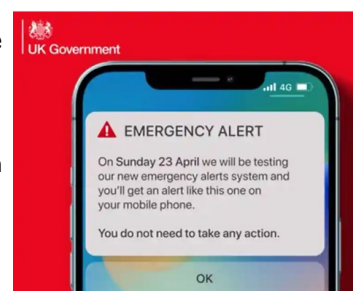 UK Government
4G
EMERGENCY ALERT
On Sunday 23 April we will be testing
our new emergency alerts system and
you'll get an alert like this one on
your mobile phone.
You do not need to take any action.
OK